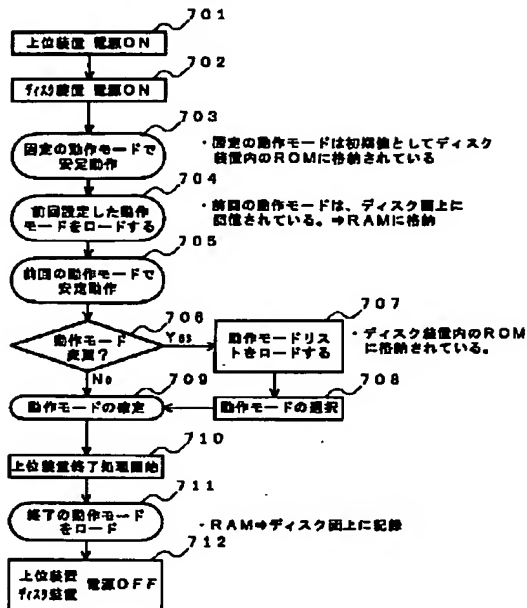 701
上位装置 電源ON
702
ディスク装置 電源ON
703
固定の動作モードで
安定動作
・固定の動作モードは初期値としてディスク
装置内のROMに格納されている
704
前回設定した動作
モードをロードする
・前回の動作モードは、ディスク面上に
記憶されている。⇒RAMに格納
705
前回の動作モードで
安定動作
706
動作モード
変更?
Yes
No
707
動作モードリス
トをロードする
・ディスク装置内のROM
に格納されている。
708
動作モードの選択
709
動作モードの確定
710
上位装置終了処理開始
711
終了の動作モード
をロード
・RAM⇒ディスク面上に記録
712
上位装置
ディスク装置
電源OFF